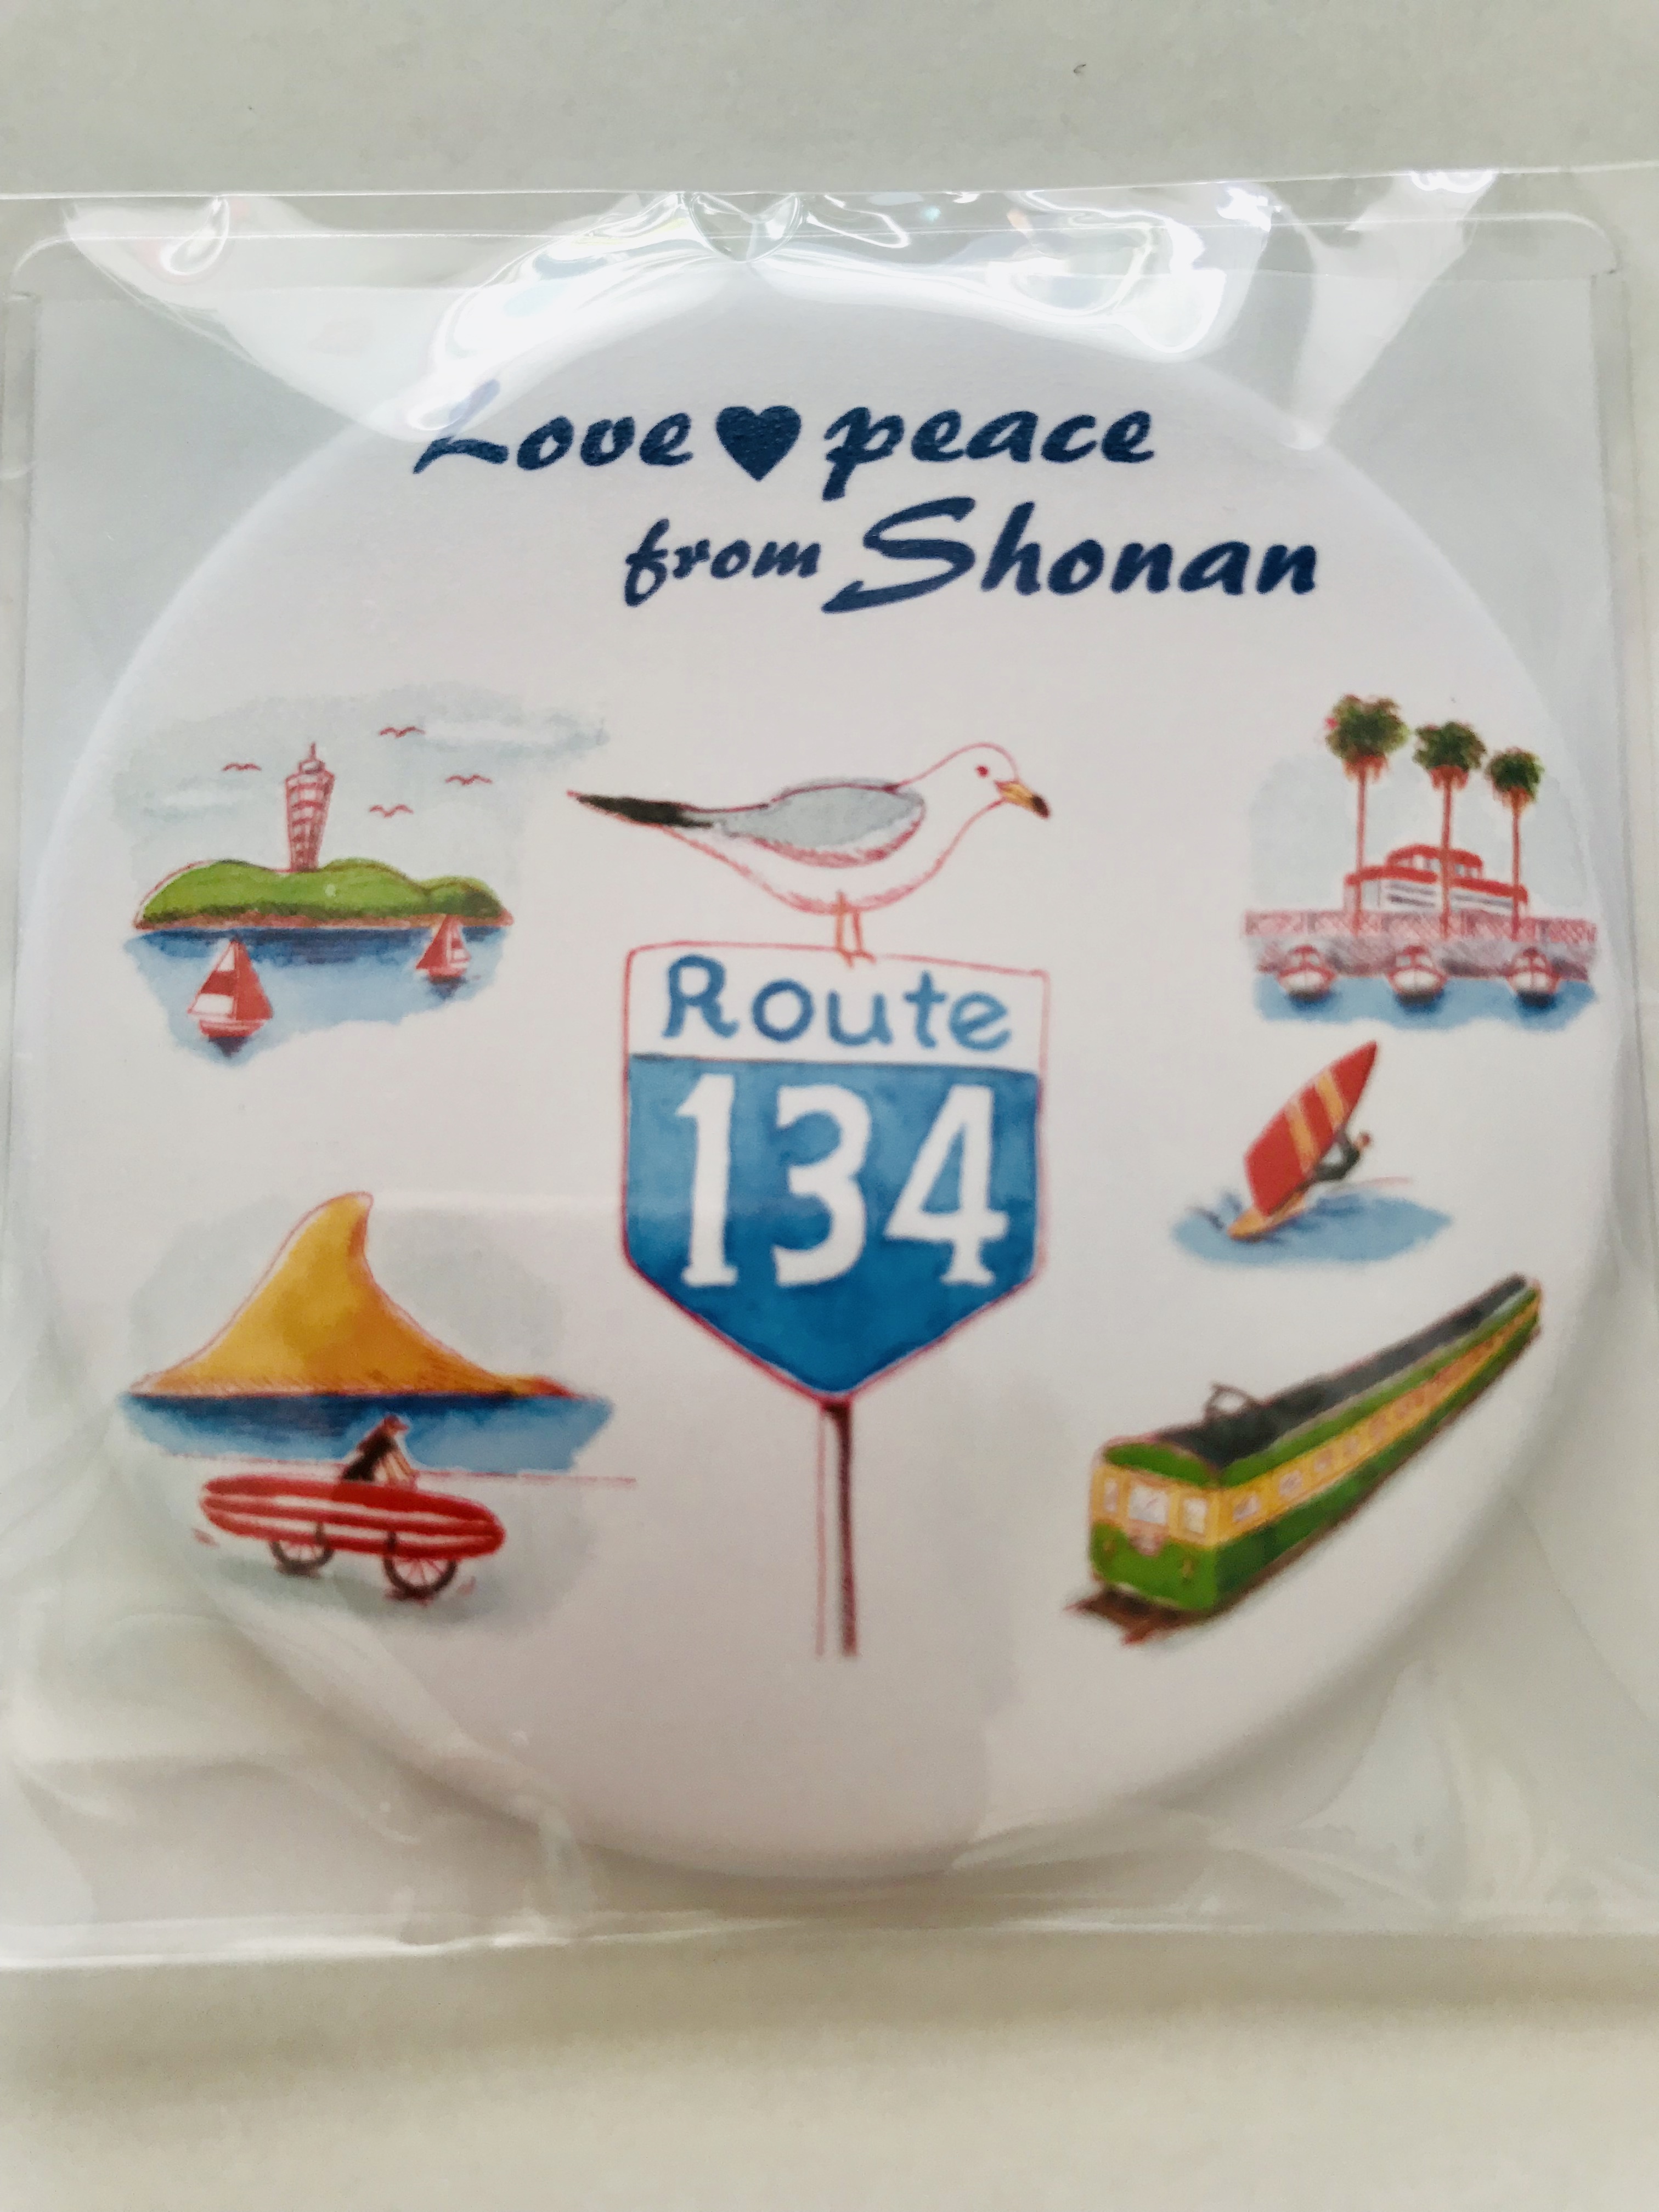 Love♥peace
from Shonan
Route
134